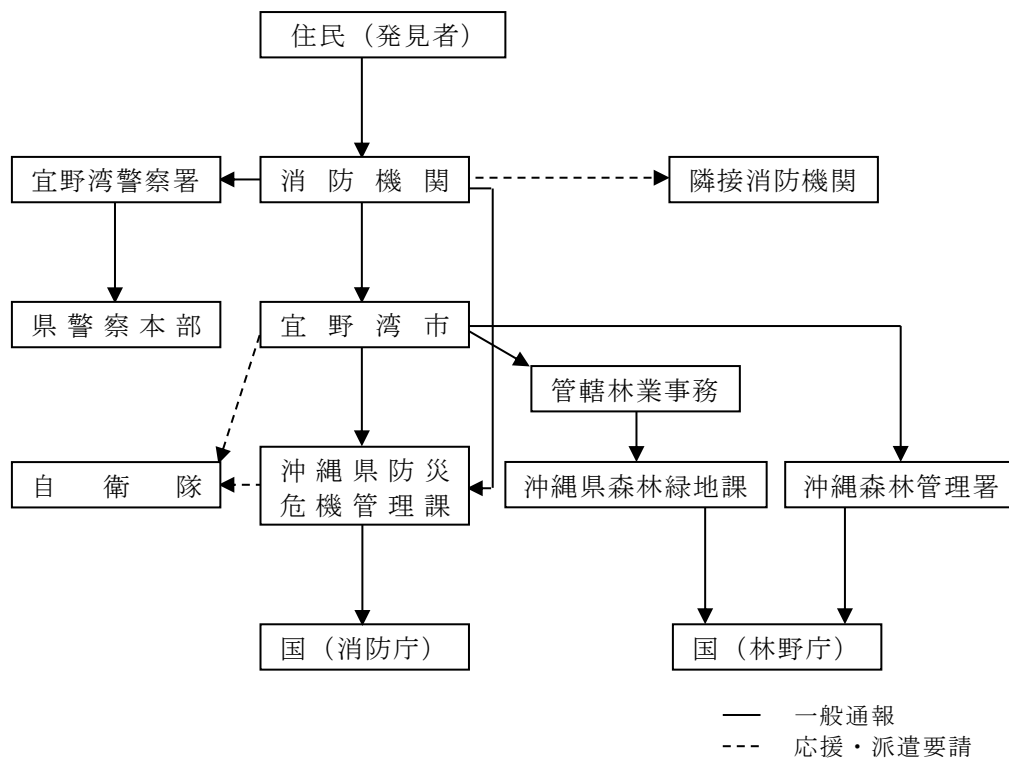 住民（発見者）
宜野湾警察署
消防機関
隣接消防機関
県警察本部
宜野湾市
管轄林業事務
自衛隊
沖縄県防災
危機管理課
沖縄県森林緑地課
沖縄森林管理署
国（消防庁）
国（林野庁）
一般通報
応援・派遣要請